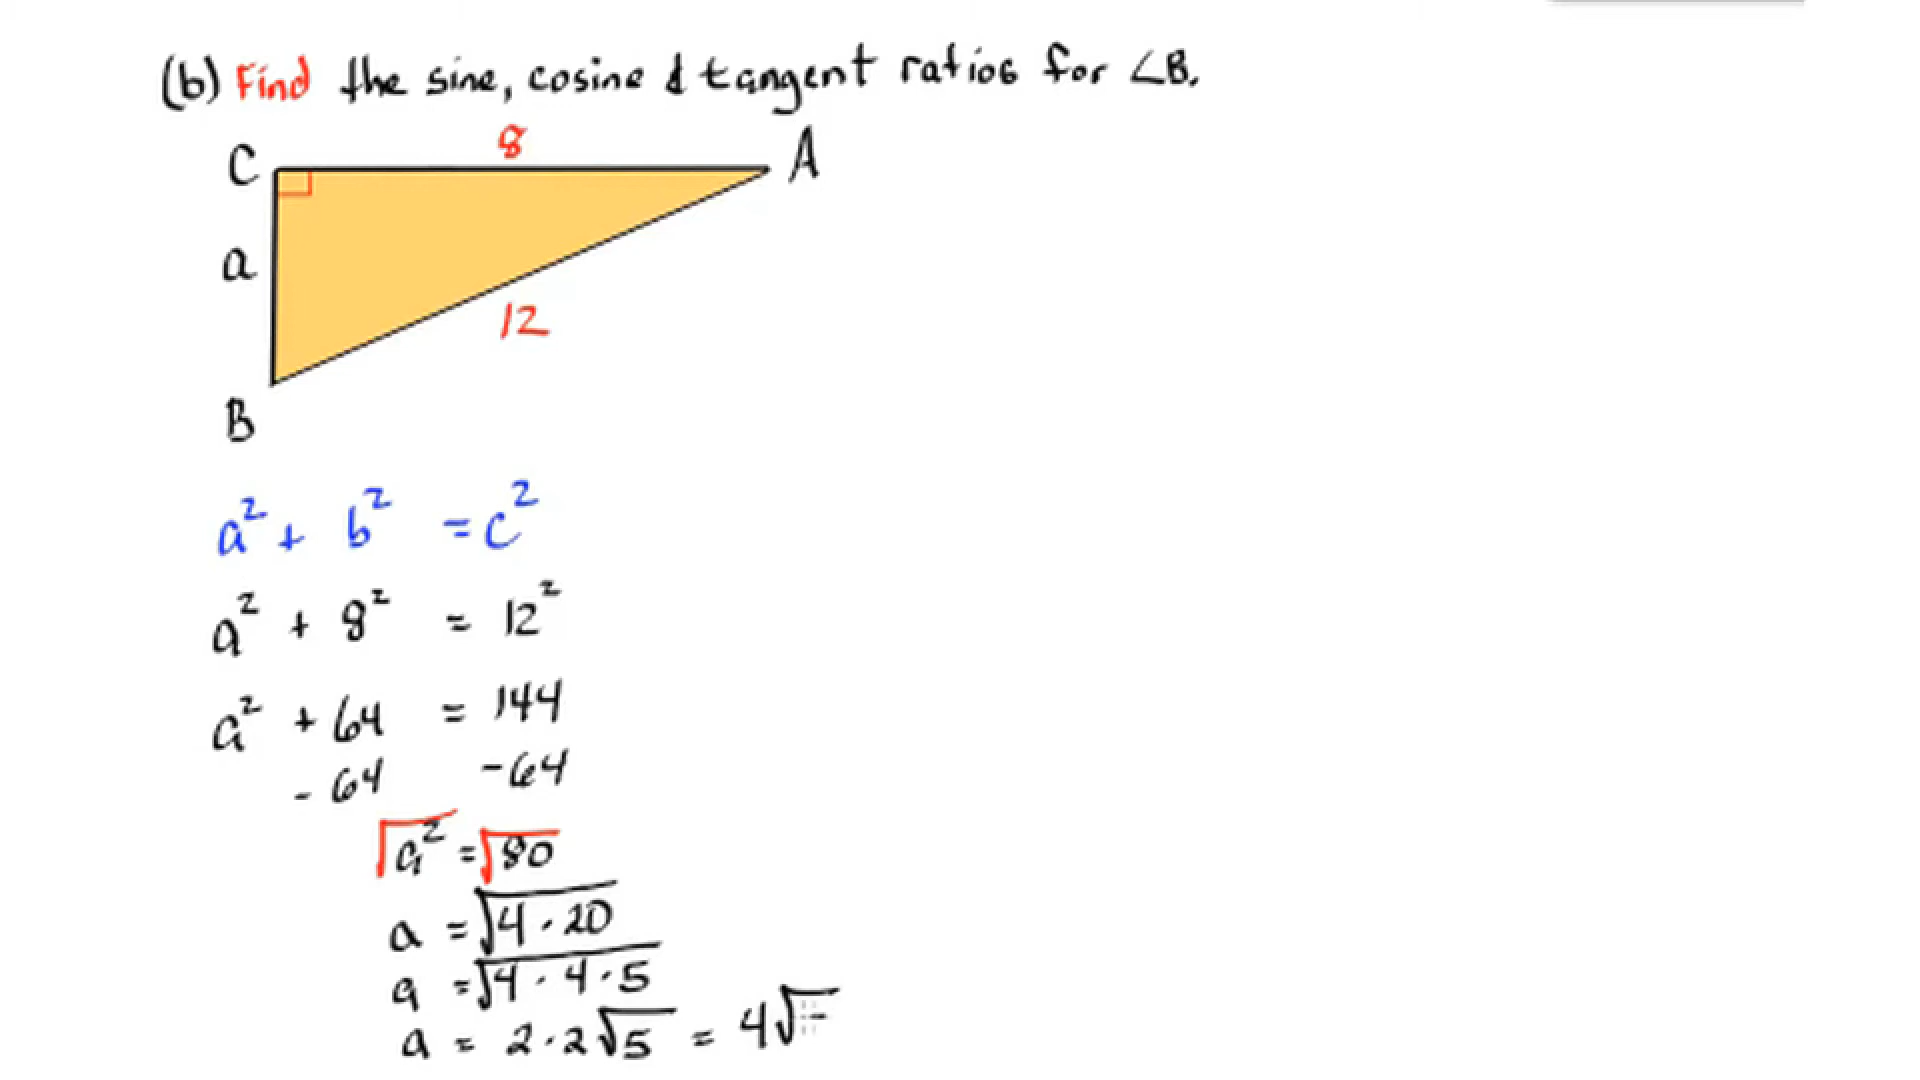 (b) Find the sine, cosine & tangent ratios for ∠B.
8
C
A
a
12
B
a² + b² = c²
a² + 8² = 12²
a² + 64 = 144
- 64 -64
√a² = √80
a = √4 · 20
a = √4 · 4 · 5
a = 2 · 2√5 = 4√